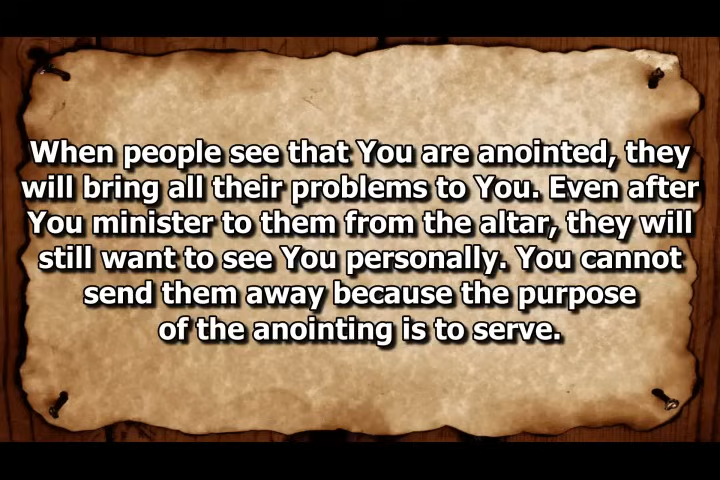 When people see that You are anointed, they
will bring all their problems to You. Even after
You minister to them from the altar, they will
still want to see You personally. You cannot
send them away because the purpose
of the anointing is to serve.